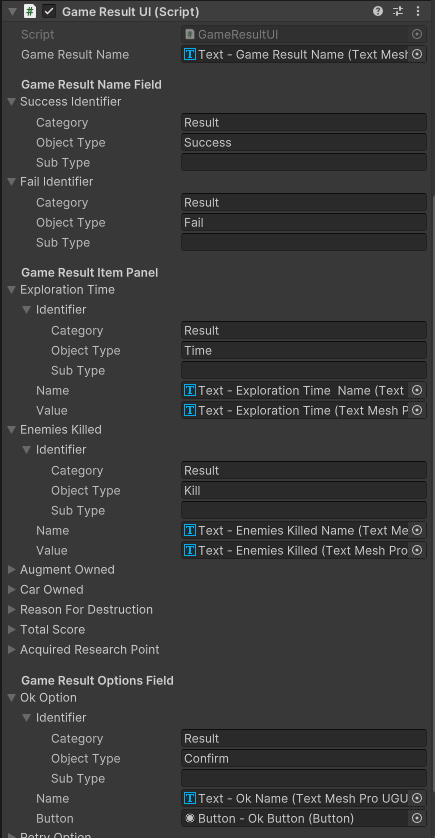 Game Result UI (Script)
Script GameResultUI
Game Result Name Text - Game Result Name (Text Mesh
Game Result Name Field
Success Identifier
Category Result
Object Type Success
Sub Type
Fail Identifier
Category Result
Object Type Fail
Sub Type
Game Result Item Panel
Exploration Time
Identifier
Category Result
Object Type Time
Sub Type
Name Text - Exploration Time Name (Text
Value Text - Exploration Time (Text Mesh P
Enemies Killed
Identifier
Category Result
Object Type Kill
Sub Type
Name Text - Enemies Killed Name (Text Me
Value Text - Enemies Killed (Text Mesh Pro
Augment Owned
Car Owned
Reason For Destruction
Total Score
Acquired Research Point
Game Result Options Field
Ok Option
Identifier
Category Result
Object Type Confirm
Sub Type
Name Text - Ok Name (Text Mesh Pro UGU
Button Button - Ok Button (Button)
Retry Option